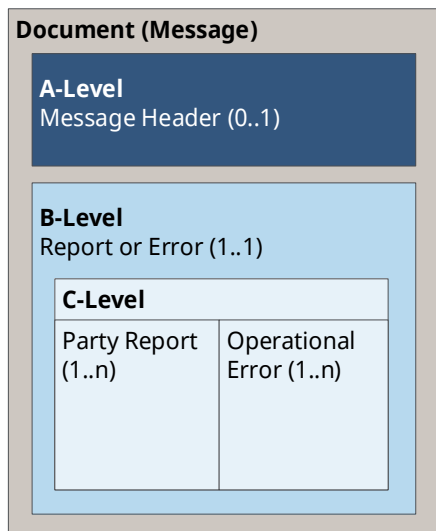 Document (Message)
A-Level
Message Header (0..1)
B-Level
Report or Error (1..1)
C-Level
Party Report
(1..n)
Operational
Error (1..n)